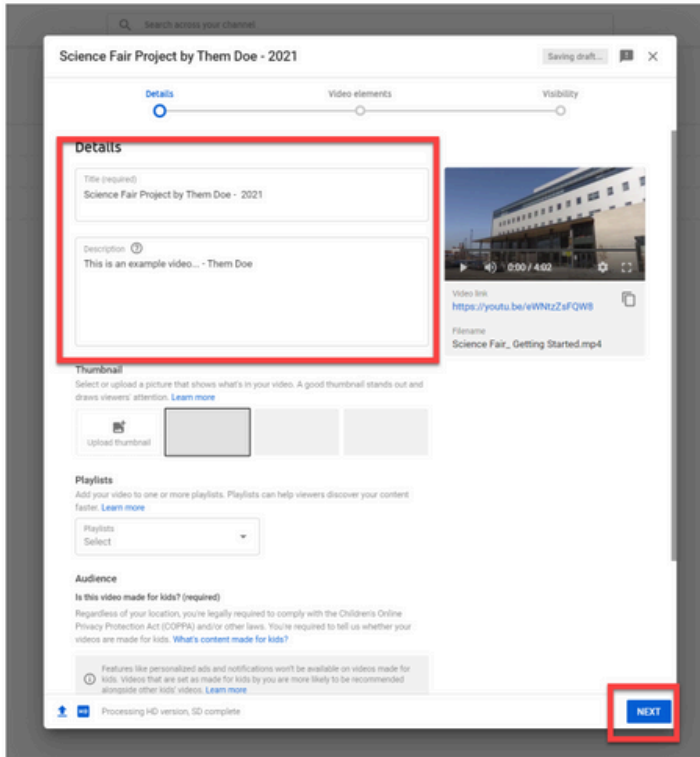 Search across your channel
Science Fair Project by Them Doe - 2021
Saving draft...
Details
Video elements
Visibility
Details
Title (required)
Science Fair Project by Them Doe - 2021
Description
This is an example video... - Them Doe
0:00 / 4:02
Video link
https://youtu.be/eWNtzZsFQW8
Filename
Science Fair_ Getting Started.mp4
Thumbnail
Select or upload a picture that shows what's in your video. A good thumbnail stands out and
draws viewers' attention. Learn more
Upload thumbnail
Playlists
Add your video to one or more playlists. Playlists can help viewers discover your content
faster. Learn more
Playlists
Select
Audience
Is this video made for kids? (required)
Regardless of your location, you're legally required to comply with the Children's Online
Privacy Protection Act (COPPA) and/or other laws. You're required to tell us whether your
videos are made for kids. What's content made for kids?
Features like personalized ads and notifications won't be available on videos made for
kids. Videos that are set as made for kids by you are more likely to be recommended
alongside other kids' videos. Learn more
HD
Processing HD version, SD complete
NEXT